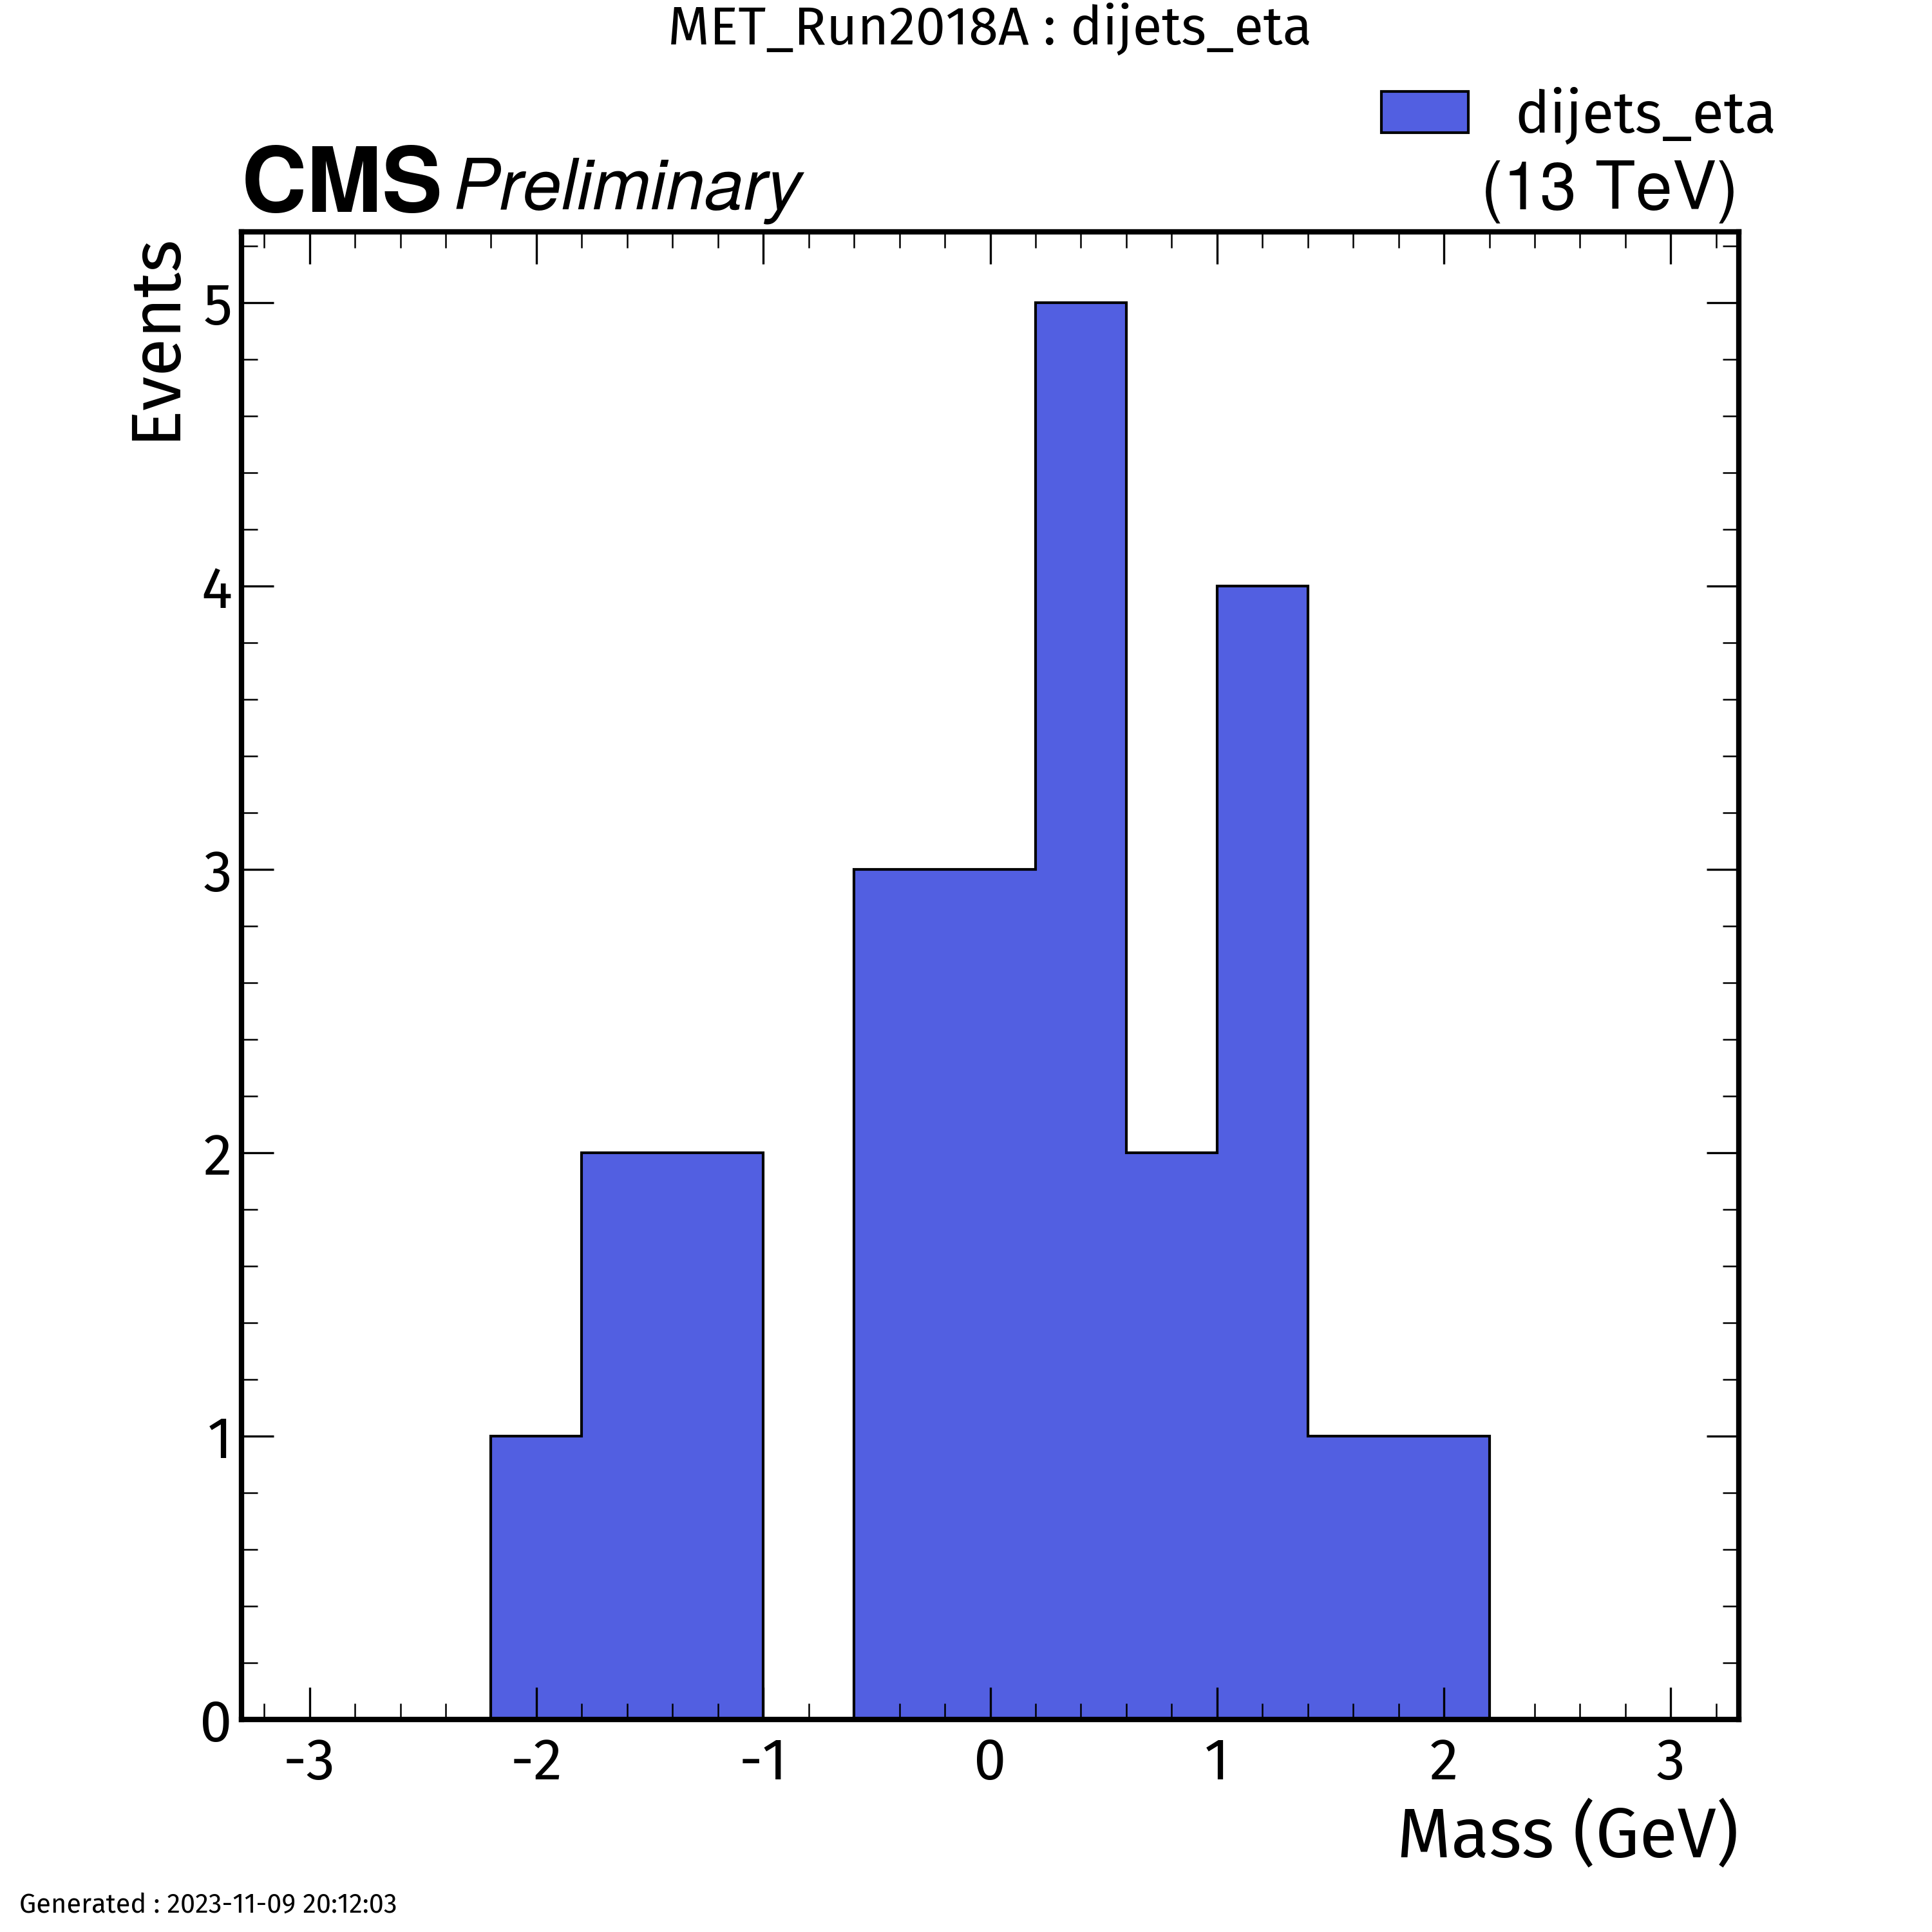 MET_Run2018A : dijets_eta
dijets_eta
CMS Preliminary
(13 TeV)
Events
5
4
3
2
1
0
-3 -2 -1 0 1 2 3
Mass (GeV)
Generated : 2023-11-09 20:12:03